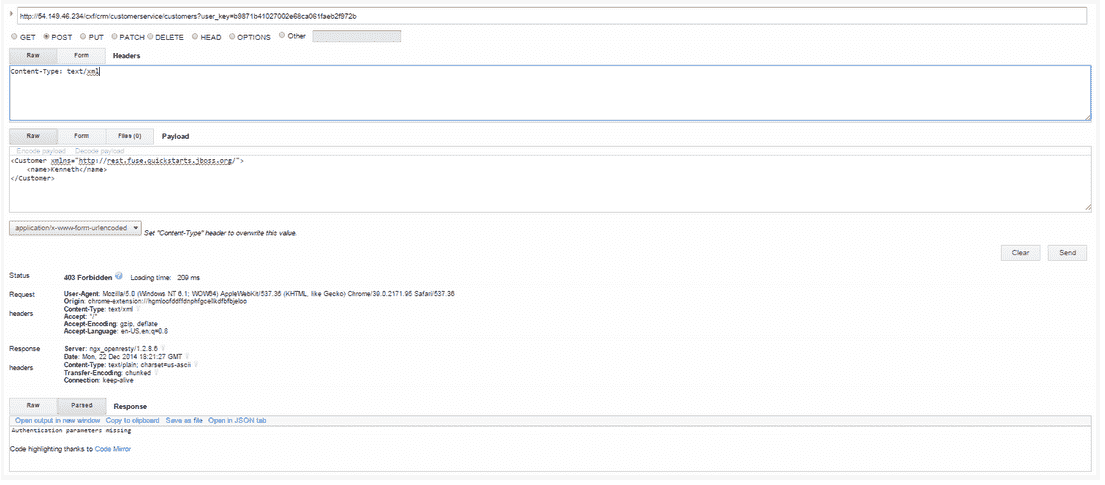 http://54.149.46.234/cxf/crm/customerservice/customers?user_key=b9871b41027002e68ca061faeb2f972b
GET POST PUT PATCH DELETE HEAD OPTIONS Other
Raw Form Headers
Content-Type: text/xml
Raw Form Files (0) Payload
Encode payload Decode payload
<Customer xmlns="http://rest.fuse.quickstarts.jboss.org/">
<name>Kenneth</name>
</Customer>
application/x-www-form-urlencoded Set "Content-Type" header to overwrite this value.
Clear Send
Status 403 Forbidden Loading time: 209 ms
Request headers
User-Agent: Mozilla/5.0 (Windows NT 6.1; WOW64) AppleWebKit/537.36 (KHTML, like Gecko) Chrome/39.0.2171.95 Safari/537.36
Origin: chrome-extension://hgmloofddffdnphfgcellkdfbfbjeloo
Content-Type: text/xml
Accept: */*
Accept-Encoding: gzip, deflate
Accept-Language: en-US,en;q=0.8
Response headers
Server: ngx_openresty/1.2.8.6
Date: Mon, 22 Dec 2014 18:21:27 GMT
Content-Type: text/plain; charset=us-ascii
Transfer-Encoding: chunked
Connection: keep-alive
Raw Parsed Response
Open output in new window Copy to clipboard Save as file Open in JSON tab
Authentication parameters missing
Code highlighting thanks to Code Mirror